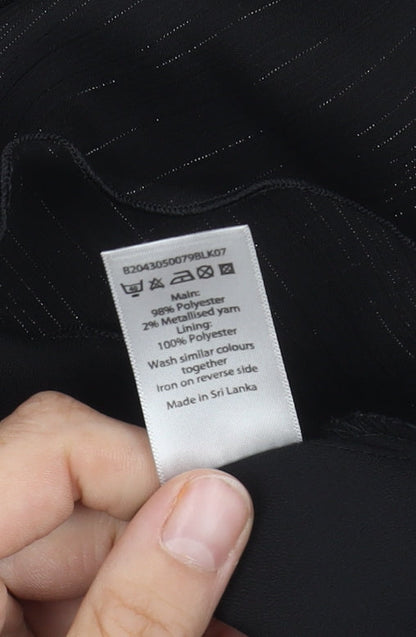 B2043050079BLK07
40
Main:
98% Polyester
2% Metallised yarn
Lining:
100% Polyester
Wash similar colours
together
Iron on reverse side
Made in Sri Lanka